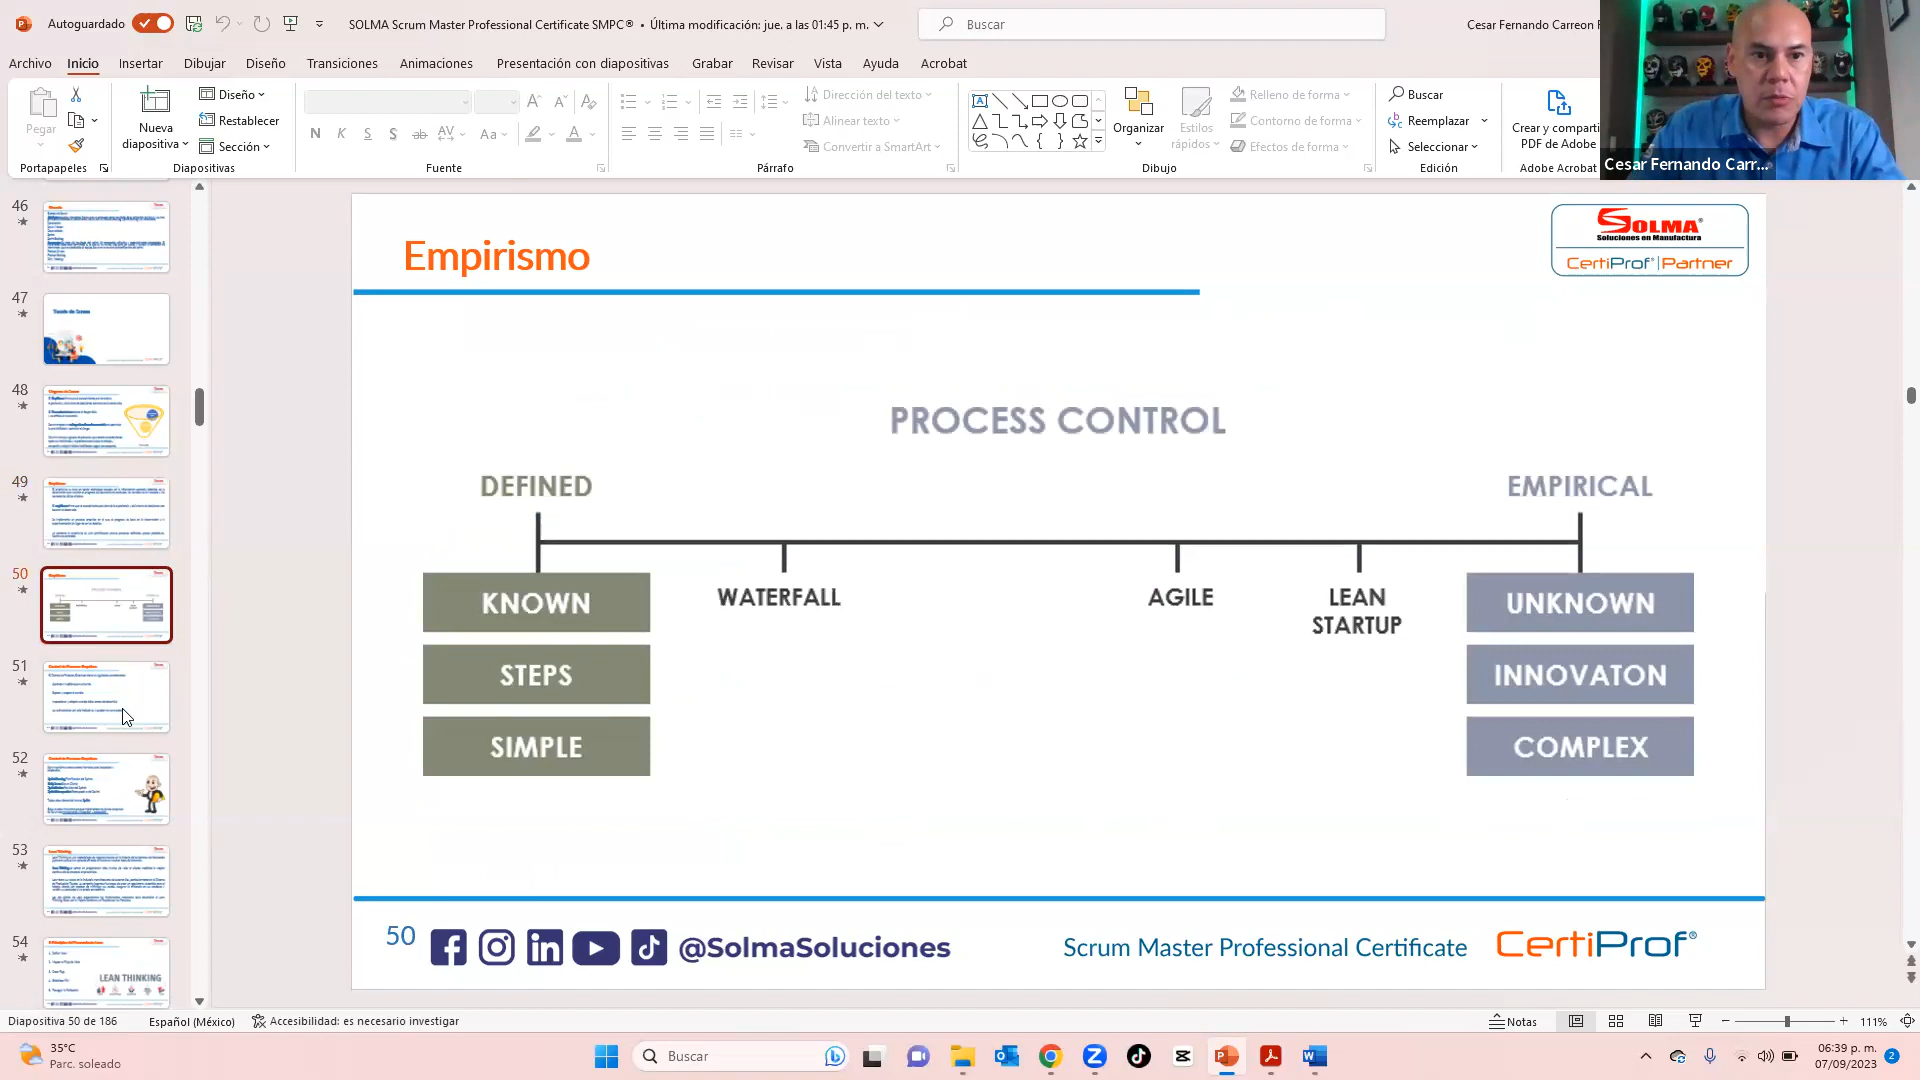 Autoguardado
SOLMA Scrum Master Professional Certificate SMPC® • Última modificación: jue. a las 01:45 p. m.
Buscar
Cesar Fernando Carreon
Archivo Inicio Insertar Dibujar Diseño Transiciones Animaciones Presentación con diapositivas Grabar Revisar Vista Ayuda Acrobat
Pegar
Portapapeles
Nueva diapositiva
Diseño
Restablecer
Sección
Diapositivas
N K S S ab AV Aa A
Fuente
Dirección del texto
Alinear texto
Convertir a SmartArt
Párrafo
Organizar
Estilos rápidos
Relleno de forma
Contorno de forma
Efectos de forma
Dibujo
Buscar
Reemplazar
Seleccionar
Edición
Crear y comparti
PDF de Adobe
Adobe Acrobat
Cesar Fernando Carr...
46
47
48
49
50
51
52
53
54
LEAN THINKING
Empirismo
SOLMA®
Soluciones en Manufactura
CertiProf® | Partner
PROCESS CONTROL
DEFINED
EMPIRICAL
KNOWN
WATERFALL
AGILE
LEAN
STARTUP
UNKNOWN
STEPS
INNOVATON
SIMPLE
COMPLEX
50
@SolmaSoluciones
Scrum Master Professional Certificate
CertiProf®
Diapositiva 50 de 186
Español (México)
Accesibilidad: es necesario investigar
Notas
111%
35°C
Parc. soleado
Buscar
06:39 p. m.
07/09/2023
2